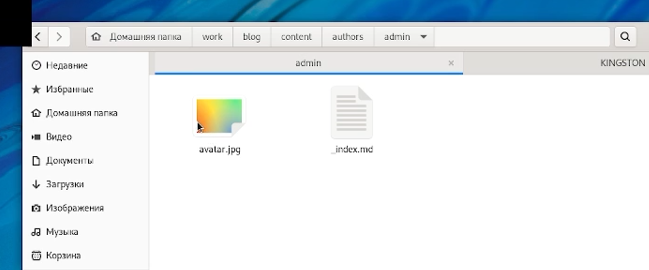 Домашняя папка work blog content authors admin
admin KINGSTON
Недавние
Избранные
Домашняя папка
Видео
Документы
Загрузки
Изображения
Музыка
Корзина
avatar.jpg _index.md